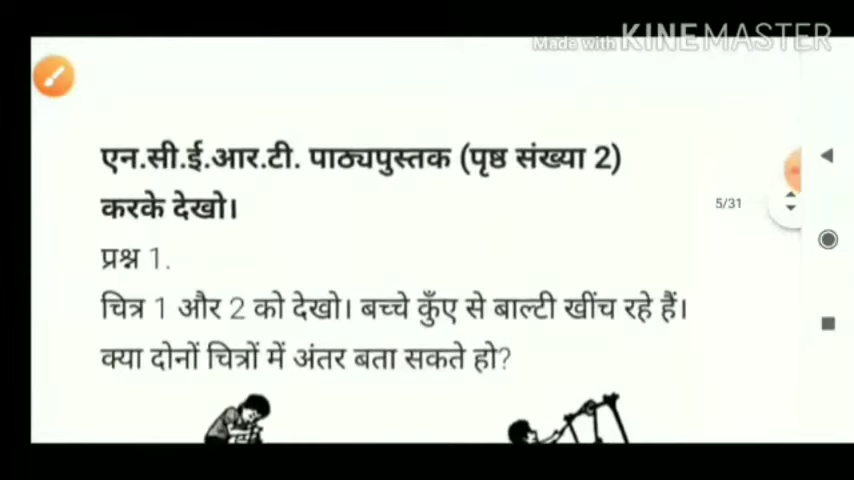 Made with KINEMASTER
एन.सी.ई.आर.टी. पाठ्यपुस्तक (पृष्ठ संख्या 2)
करके देखो।
5/31
प्रश्न 1.
चित्र 1 और 2 को देखो। बच्चे कुँए से बाल्टी खींच रहे हैं।
क्या दोनों चित्रों में अंतर बता सकते हो?